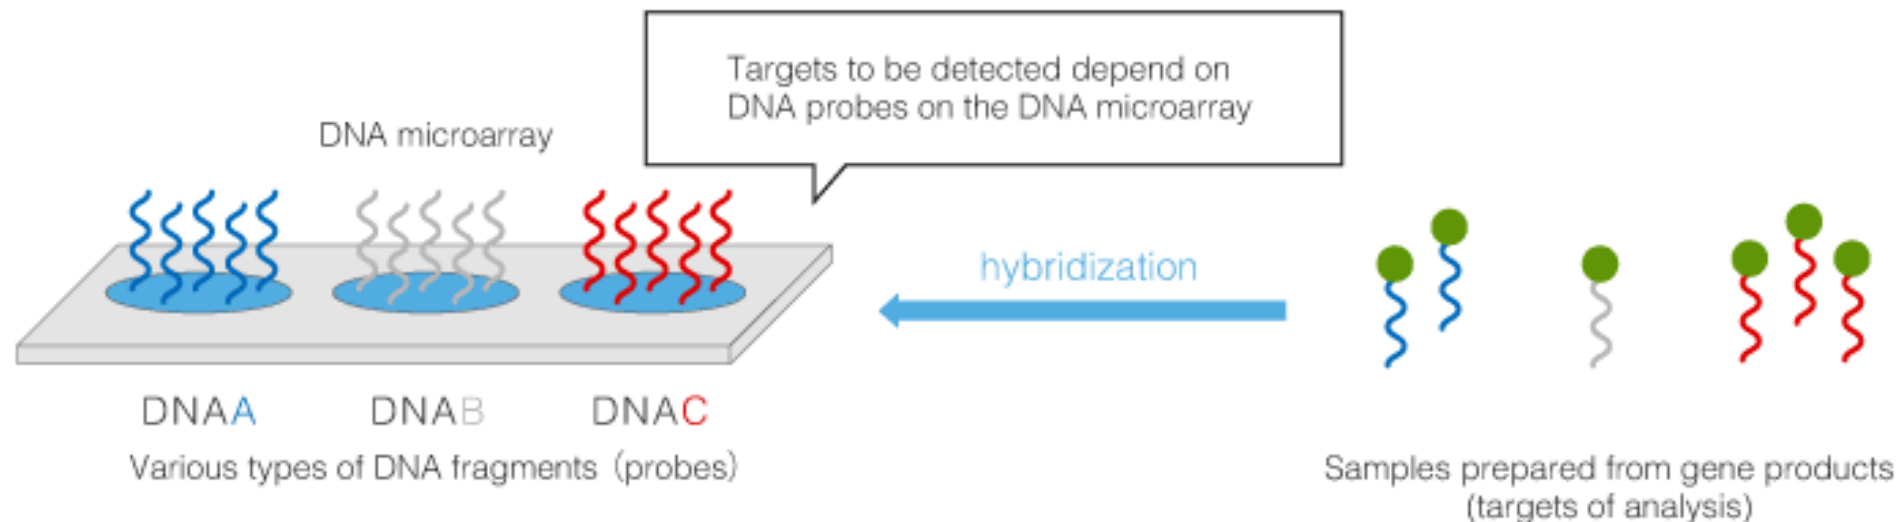 Targets to be detected depend on
DNA probes on the DNA microarray
DNA microarray
hybridization
DNAA
DNAB
DNAC
Various types of DNA fragments (probes)
Samples prepared from gene products
(targets of analysis)